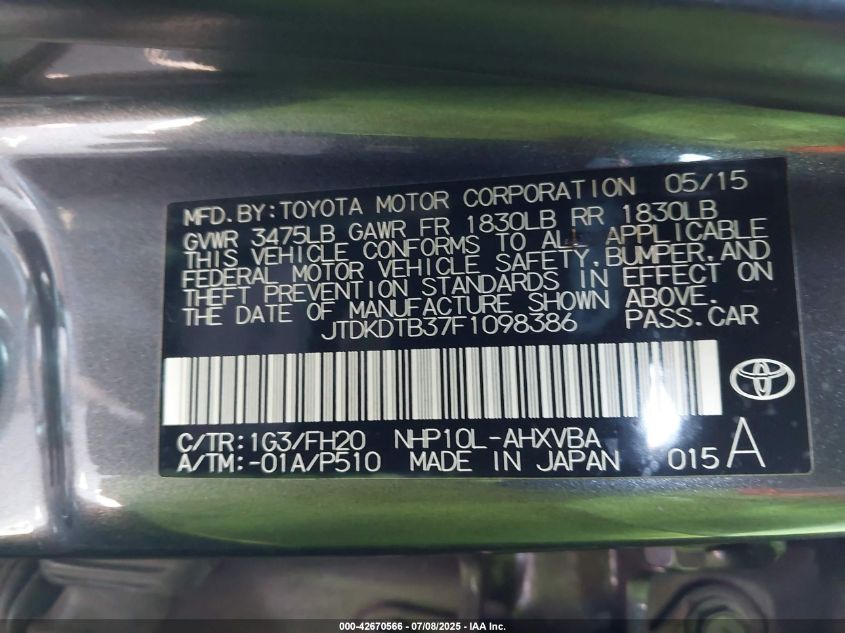 MFD. BY:TOYOTA MOTOR CORPORATION 05/15
GVWR 3475LB GAWR FR 1830LB RR 1830LB
THIS VEHICLE CONFORMS TO ALL APPLICABLE
FEDERAL MOTOR VEHICLE SAFETY, BUMPER, AND
THEFT PREVENTION STANDARDS IN EFFECT ON
THE DATE OF MANUFACTURE SHOWN ABOVE.
JTDKDTB37F1098386 PASS. CAR
C/TR:1G3/FH20 NHP10L-AHXVBA
A/TM:-01A/P510 MADE IN JAPAN 015 A
000-42670566 - 07/08/2025 - IAA Inc.